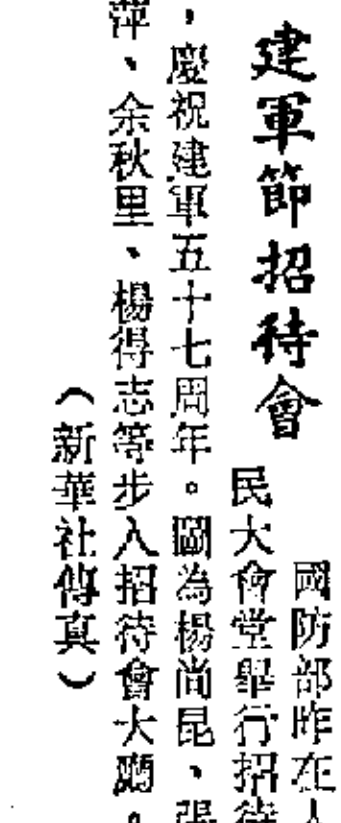 建軍節招待會
國防部昨在人
民大會堂舉行招待
，慶祝建軍五十七周年。圖為楊尚昆、張
萍、余秋里、楊得志等步入招待會大廳。
（新華社傳真）